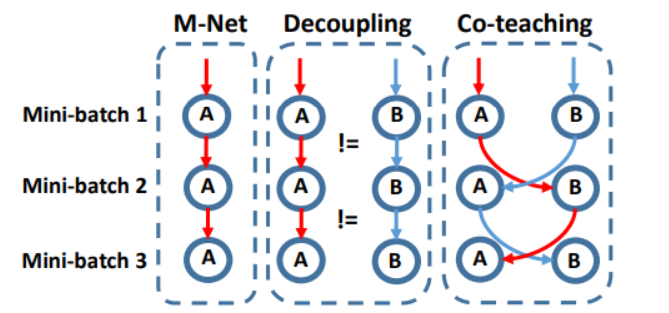 M-Net Decoupling Co-teaching
Mini-batch 1 A A B A B
!=
Mini-batch 2 A A B A B
!=
Mini-batch 3 A A B A B